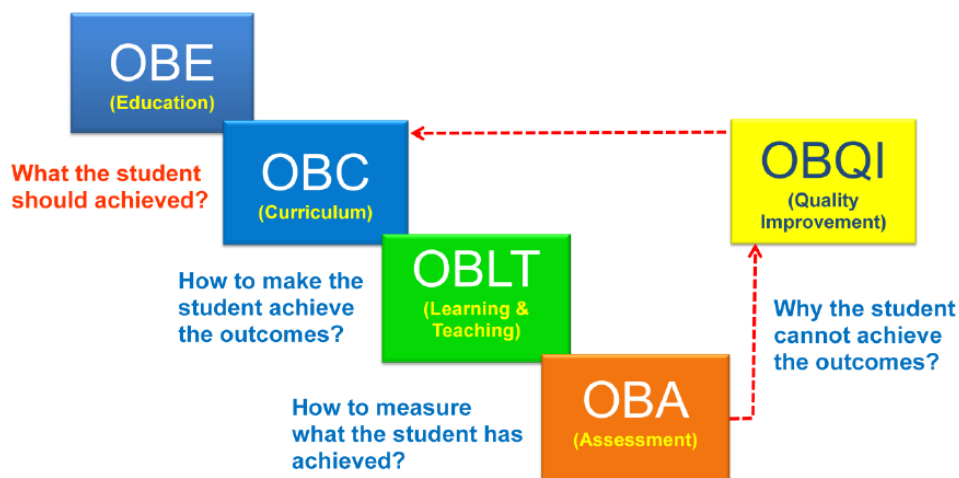 OBE
(Education)
What the student
should achieved?
OBC
(Curriculum)
OBQI
(Quality
Improvement)
How to make the
student achieve
the outcomes?
OBLT
(Learning &
Teaching)
Why the student
cannot achieve
the outcomes?
How to measure
what the student has
achieved?
OBA
(Assessment)